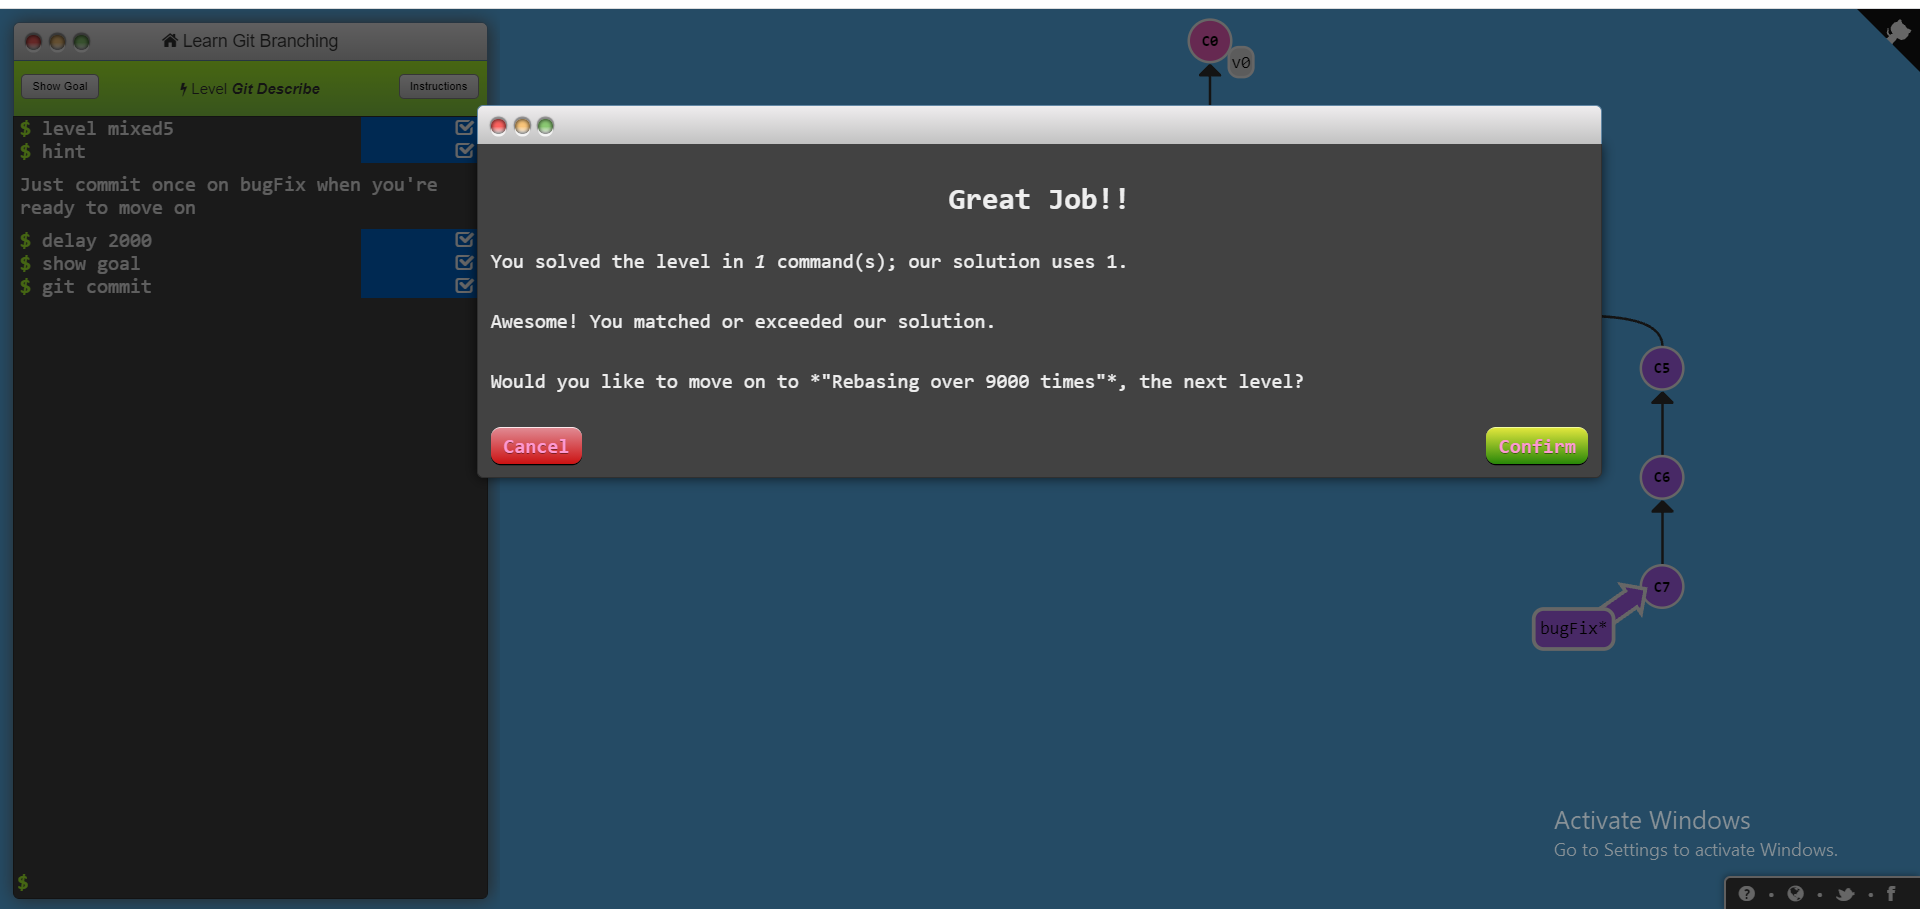 Learn Git Branching
Show Goal
Level Git Describe
Instructions
$ level mixed5
$ hint
Just commit once on bugFix when you're
ready to move on
$ delay 2000
$ show goal
$ git commit
$
C0
v0
Great Job!!
You solved the level in 1 command(s); our solution uses 1.
Awesome! You matched or exceeded our solution.
Would you like to move on to *"Rebasing over 9000 times"*, the next level?
Cancel
Confirm
C5
C6
C7
bugFix*
Activate Windows
Go to Settings to activate Windows.